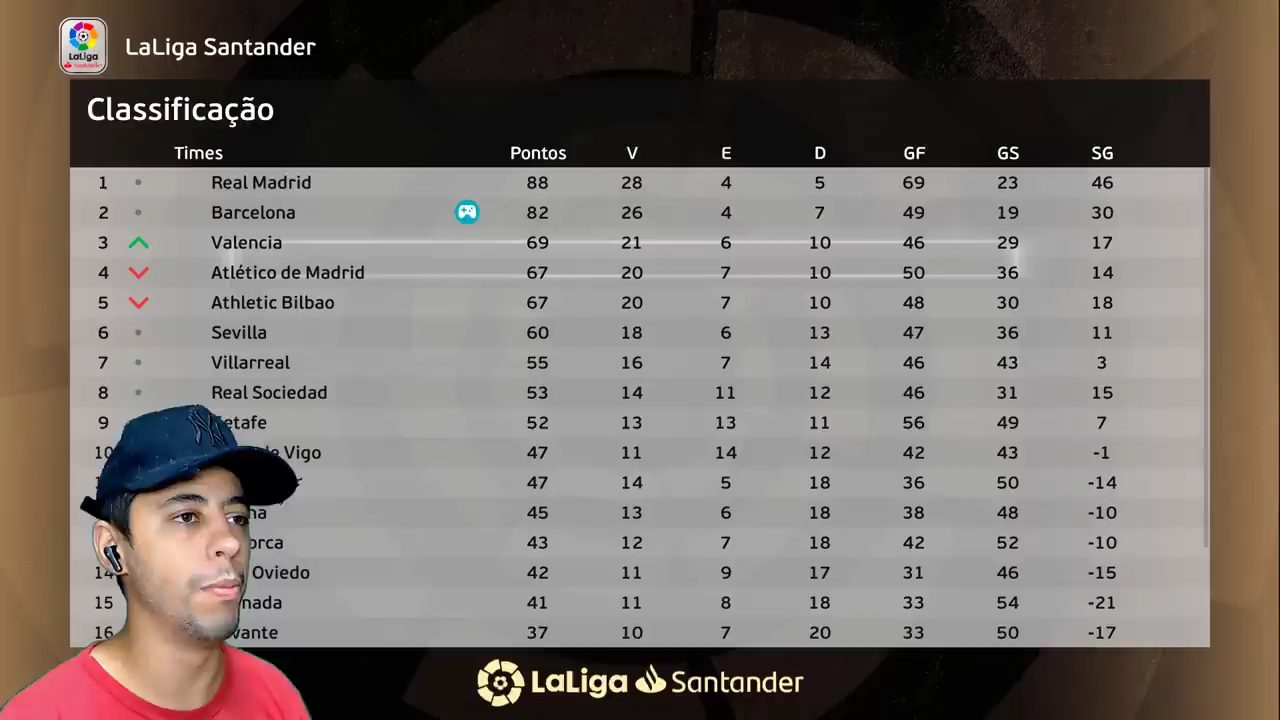 LaLiga
Santander
LaLiga Santander
Classificação
Times Pontos V E D GF GS SG
1 Real Madrid 88 28 4 5 69 23 46
2 Barcelona 82 26 4 7 49 19 30
3 Valencia 69 21 6 10 46 29 17
4 Atlético de Madrid 67 20 7 10 50 36 14
5 Athletic Bilbao 67 20 7 10 48 30 18
6 Sevilla 60 18 6 13 47 36 11
7 Villarreal 55 16 7 14 46 43 3
8 Real Sociedad 53 14 11 12 46 31 15
9 52 13 13 11 56 49 7
10 Vigo 47 11 14 12 42 43 -1
47 14 5 18 36 50 -14
45 13 6 18 38 48 -10
43 12 7 18 42 52 -10
14 Oviedo 42 11 9 17 31 46 -15
15 41 11 8 18 33 54 -21
16 37 10 7 20 33 50 -17
LaLiga Santander